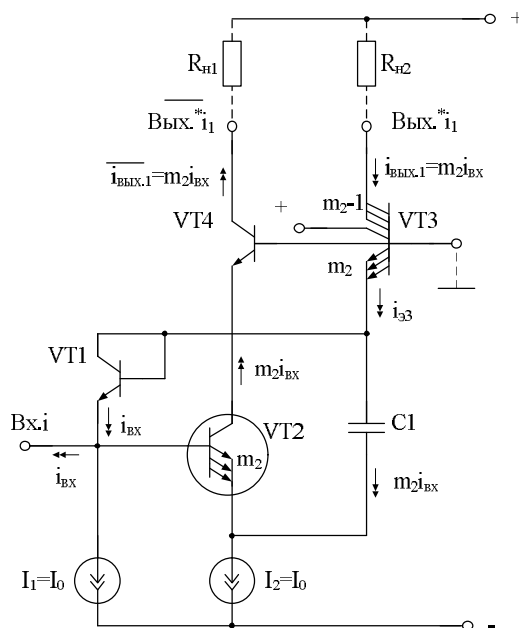 +
Rн1
Rн2
Вых.*i1
Вых.*i1
iвых.1=m2iвх
iвых.1=m2iвх
m2-1
+
VT4
VT3
m2
iэ3
VT1
m2iвх
Вх.i
iвх
VT2
C1
iвх
m2
m2iвх
I1=I0
I2=I0
-